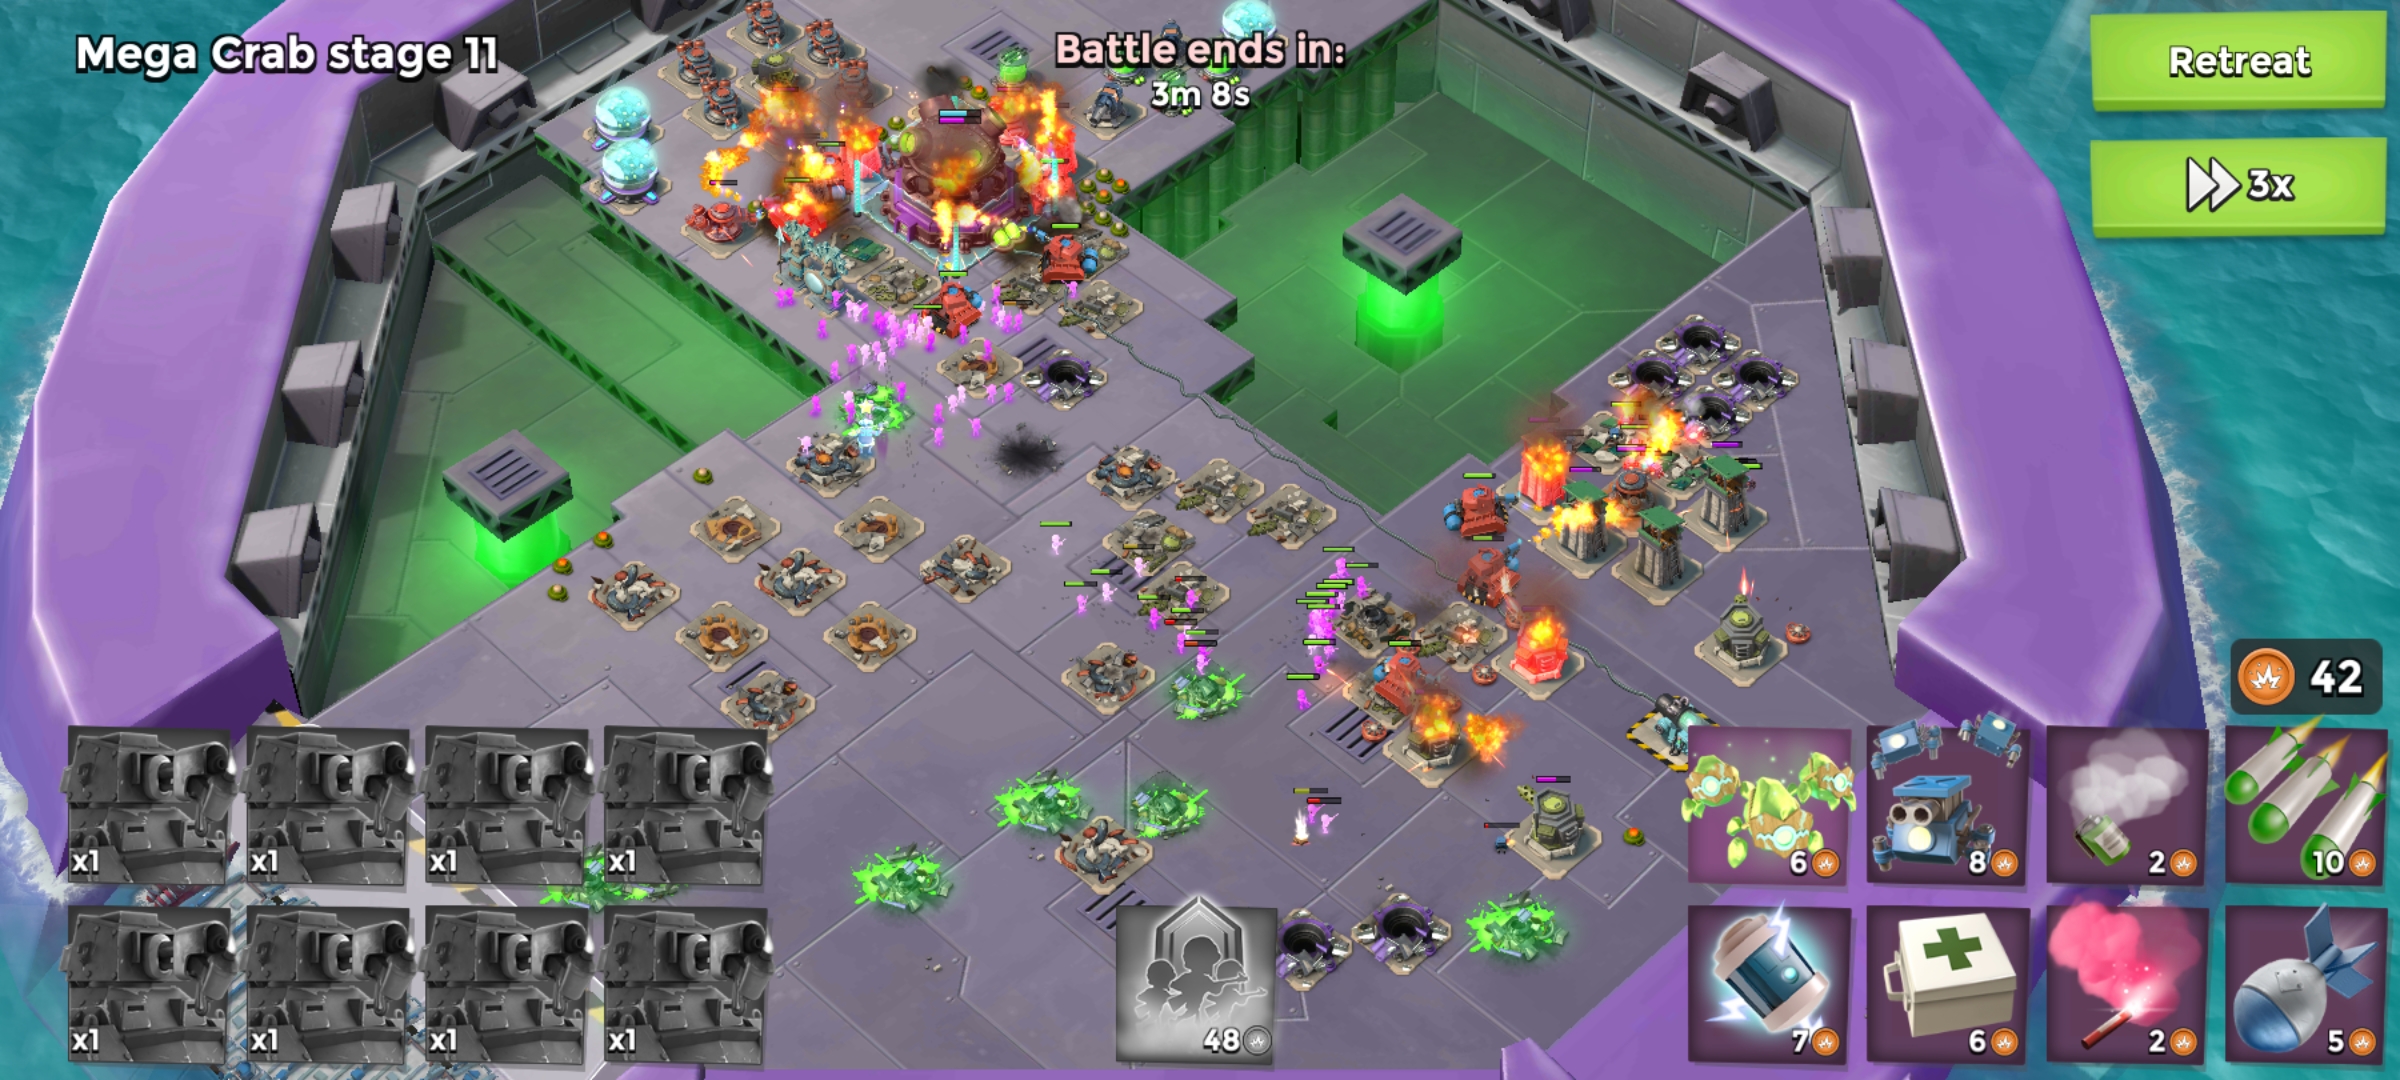 Mega Crab stage 11
Battle ends in:
3m 8s
Retreat
3x
42
x1 x1 x1 x1
6 8 2 10
x1 x1 x1 x1
48
7 6 2 5